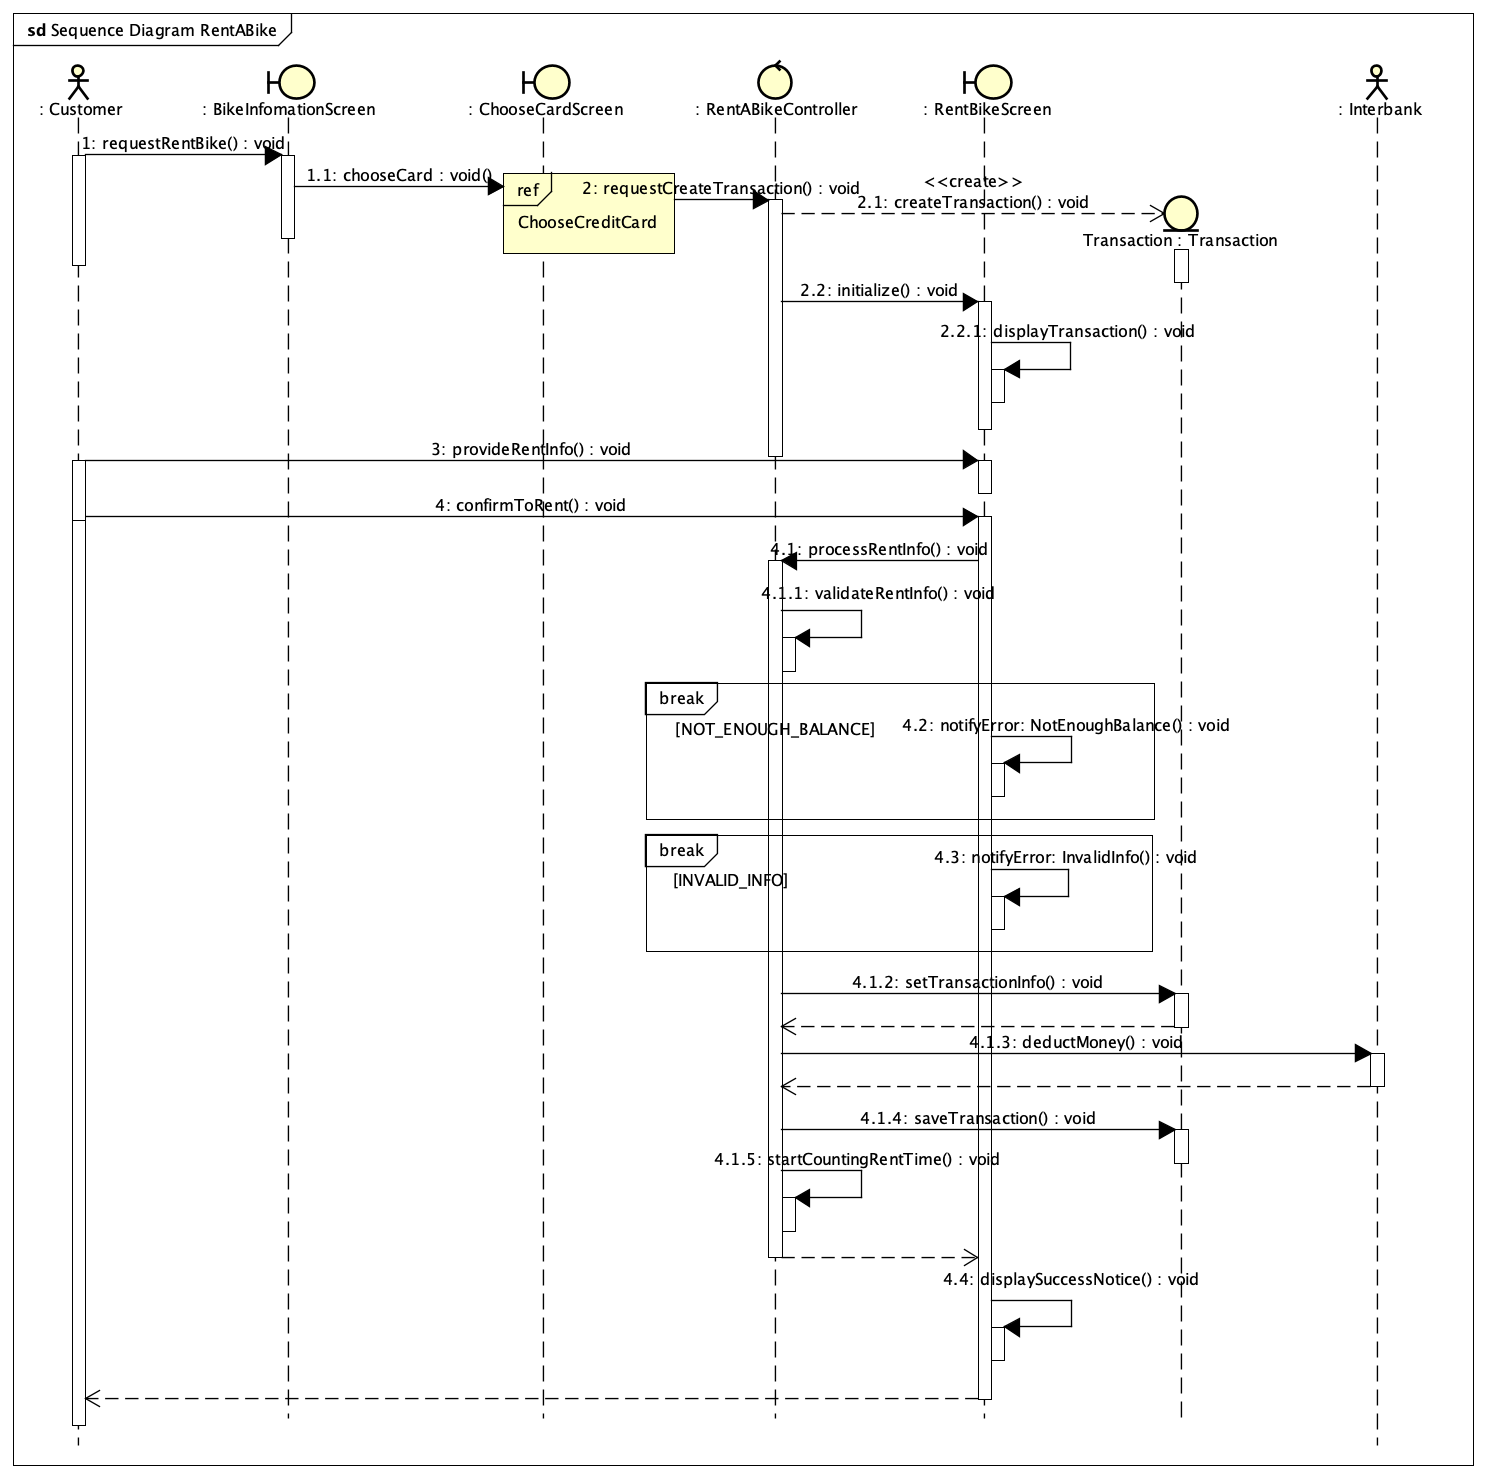 sd Sequence Diagram RentABike
: Customer
: BikeInfomationScreen
: ChooseCardScreen
: RentABikeController
: RentBikeScreen
: Interbank
1: requestRentBike() : void
1.1: chooseCard : void()
ref
ChooseCreditCard
2: requestCreateTransaction() : void
<<create>>
2.1: createTransaction() : void
Transaction : Transaction
2.2: initialize() : void
2.2.1: displayTransaction() : void
3: provideRentInfo() : void
4: confirmToRent() : void
4.1: processRentInfo() : void
4.1.1: validateRentInfo() : void
break
[NOT_ENOUGH_BALANCE]
4.2: notifyError: NotEnoughBalance() : void
break
4.3: notifyError: InvalidInfo() : void
[INVALID_INFO]
4.1.2: setTransactionInfo() : void
4.1.3: deductMoney() : void
4.1.4: saveTransaction() : void
4.1.5: startCountingRentTime() : void
4.4: displaySuccessNotice() : void